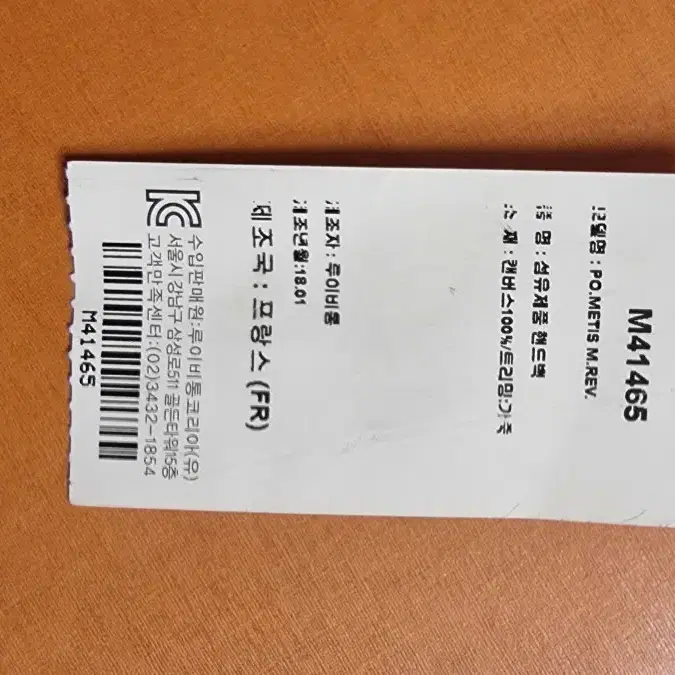 M41465
모델명 : PO.METIS M.REV.
품 명 : 섬유제품 핸드백
소 재 : 캔버스100%/트리밍:가죽
제조자 : 루이비통
제조년월:18.01
제조국 : 프랑스 (FR)
수입판매원:루이비통코리아(유)
서울시 강남구 삼성로511 골든타워15층
고객만족센터:(02)3432-1854
M41465